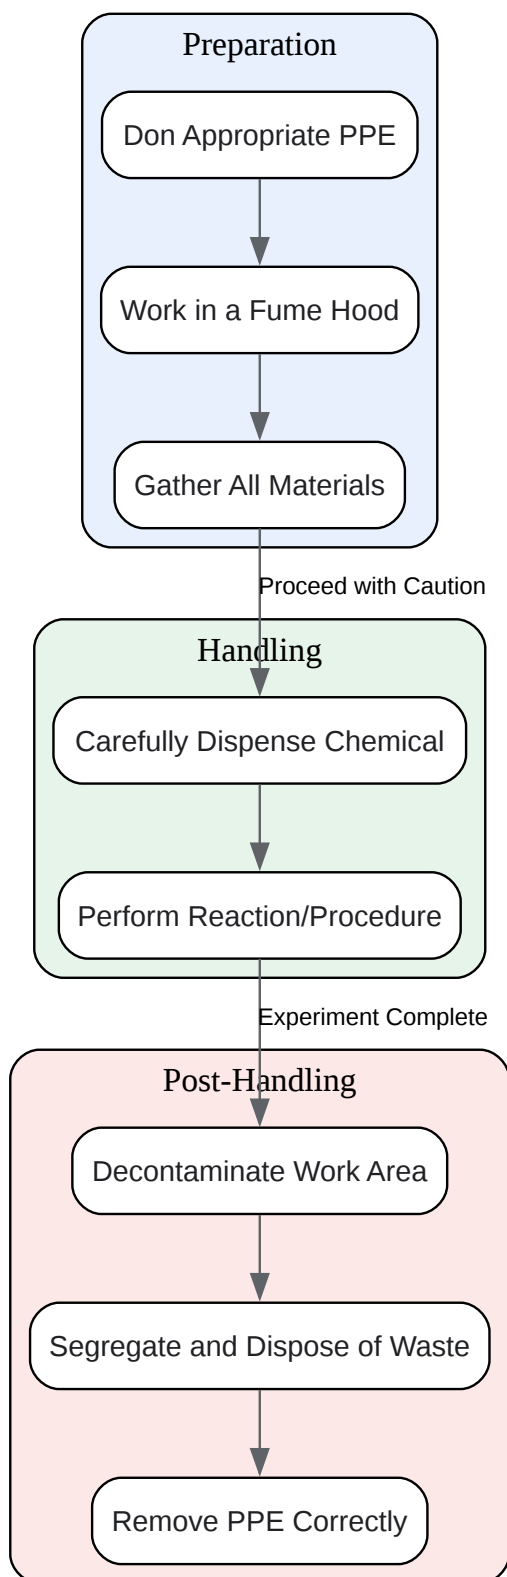 Preparation
Don Appropriate PPE
Work in a Fume Hood
Gather All Materials
Proceed with Caution
Handling
Carefully Dispense Chemical
Perform Reaction/Procedure
Experiment Complete
Post-Handling
Decontaminate Work Area
Segregate and Dispose of Waste
Remove PPE Correctly